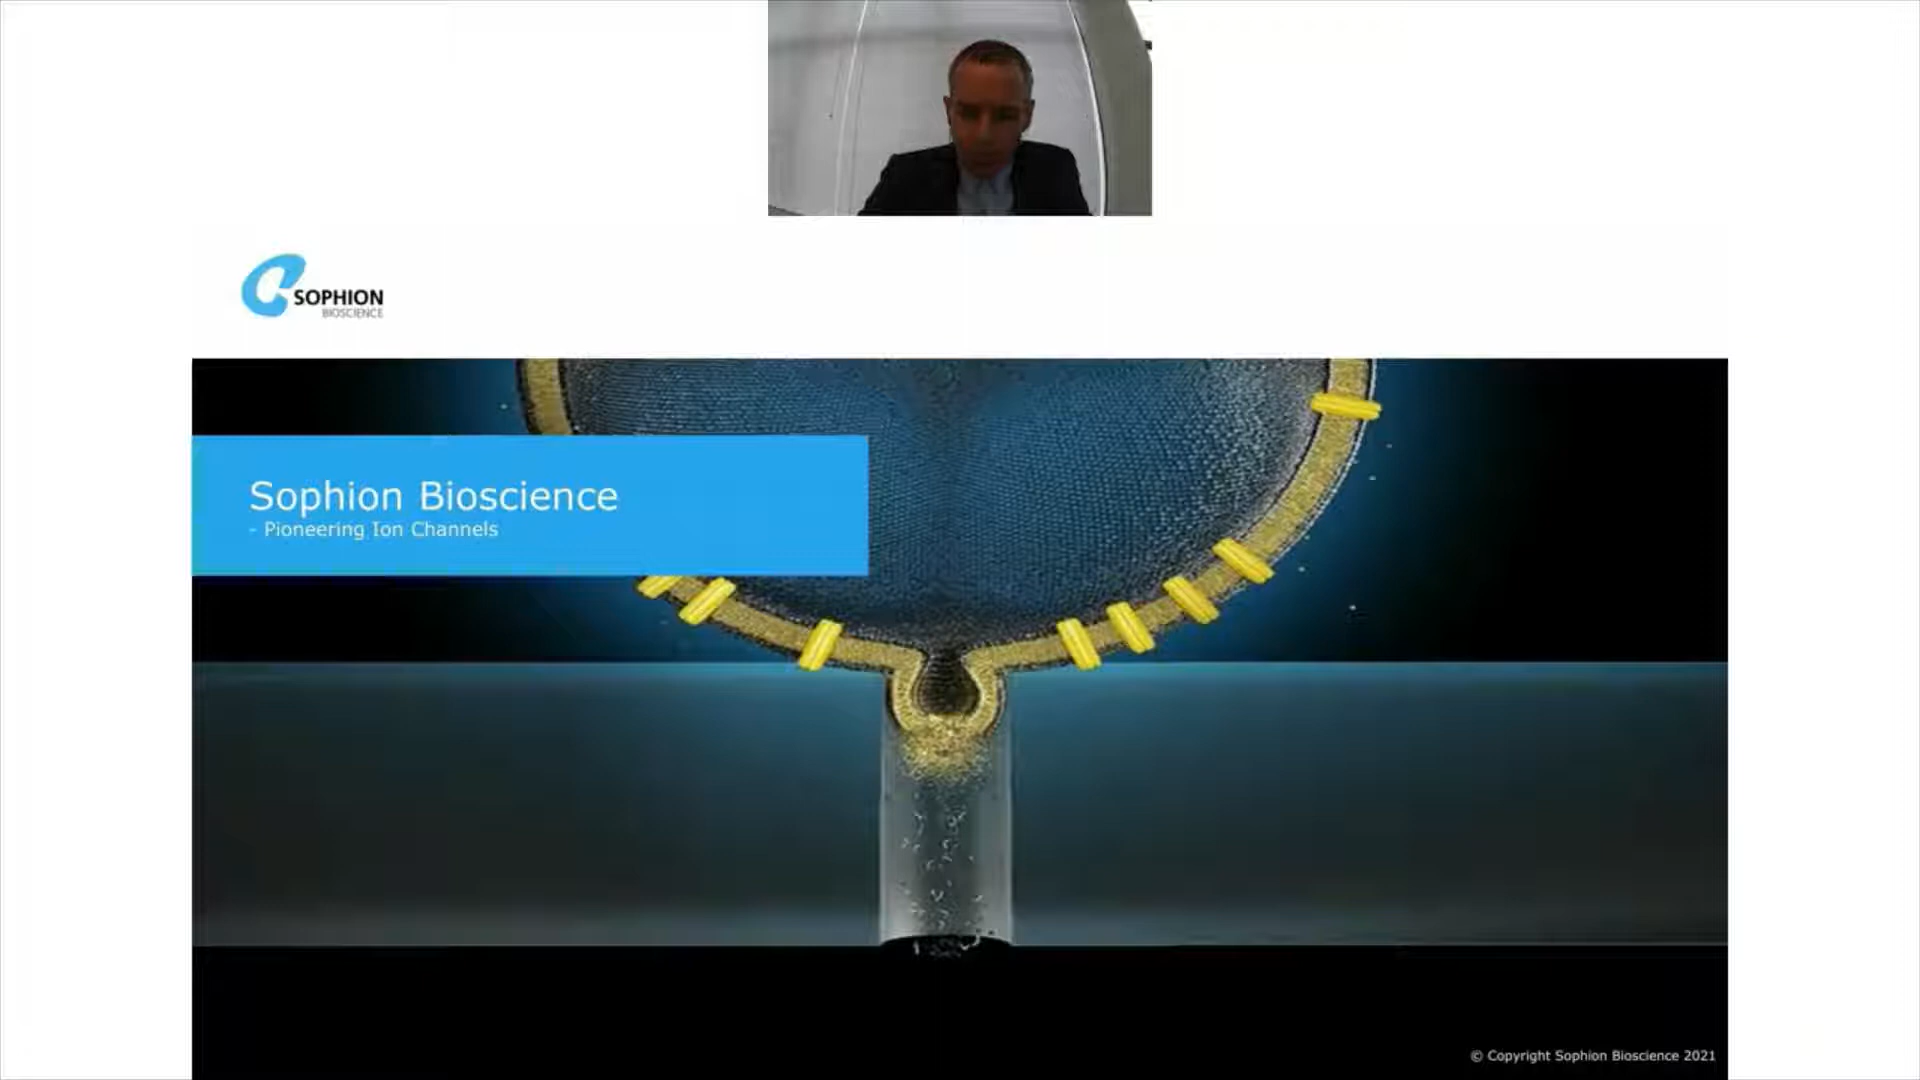 SOPHION
BIOSCIENCE
Sophion Bioscience
- Pioneering Ion Channels
© Copyright Sophion Bioscience 2021